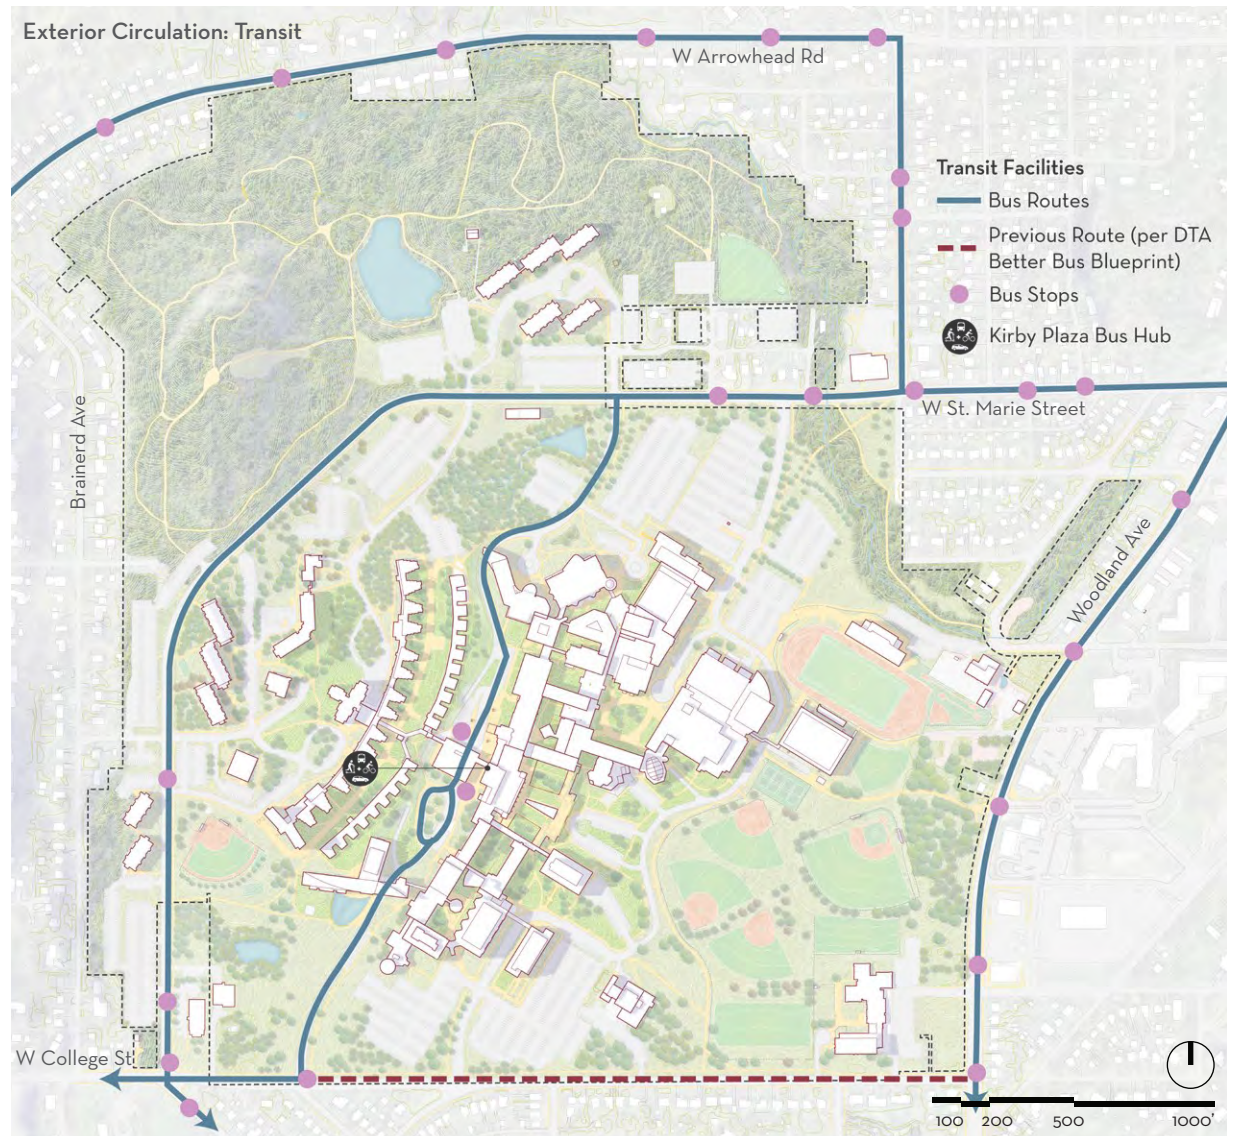 Exterior Circulation: Transit
W Arrowhead Rd
Transit Facilities
Bus Routes
Previous Route (per DTA
Better Bus Blueprint)
Bus Stops
Kirby Plaza Bus Hub
W St. Marie Street
Brainerd Ave
Woodland Ave
W College St
100 200 500 1000'